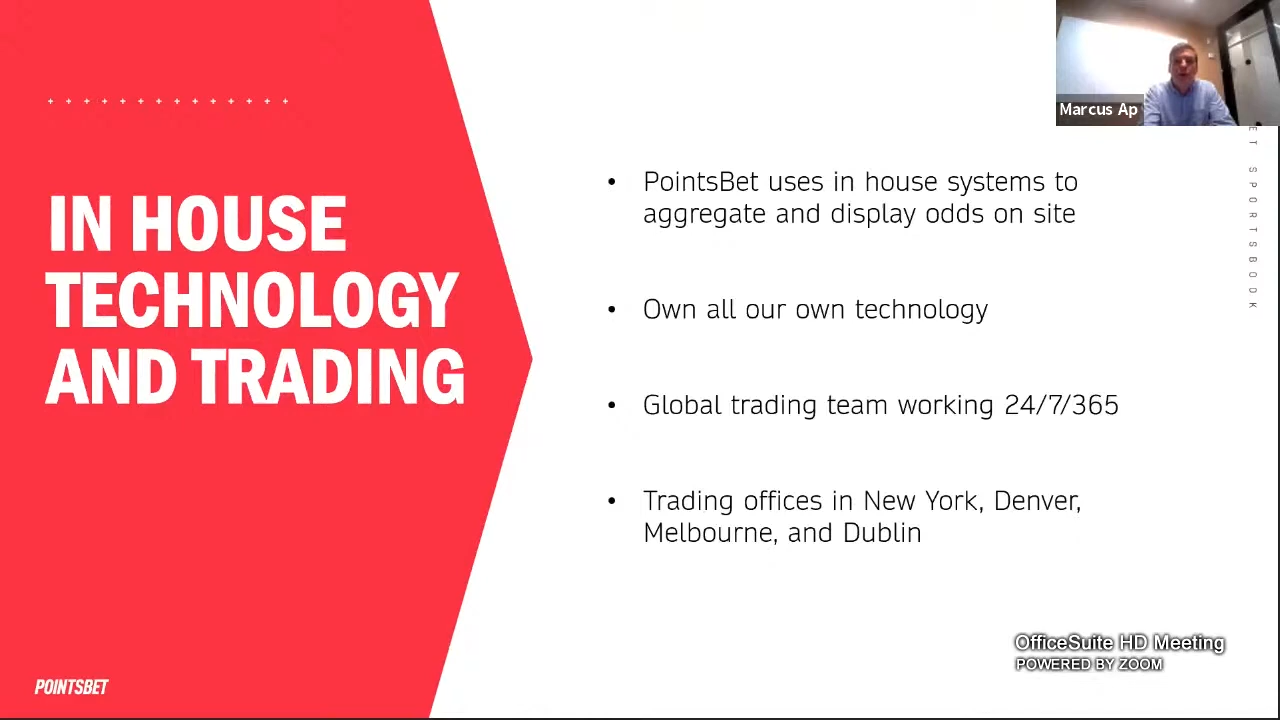 Marcus Ap
ET SPORTSBOOK
IN HOUSE
TECHNOLOGY
AND TRADING
• PointsBet uses in house systems to
aggregate and display odds on site
• Own all our own technology
• Global trading team working 24/7/365
• Trading offices in New York, Denver,
Melbourne, and Dublin
OfficeSuite HD Meeting
POWERED BY ZOOM
POINTSBET